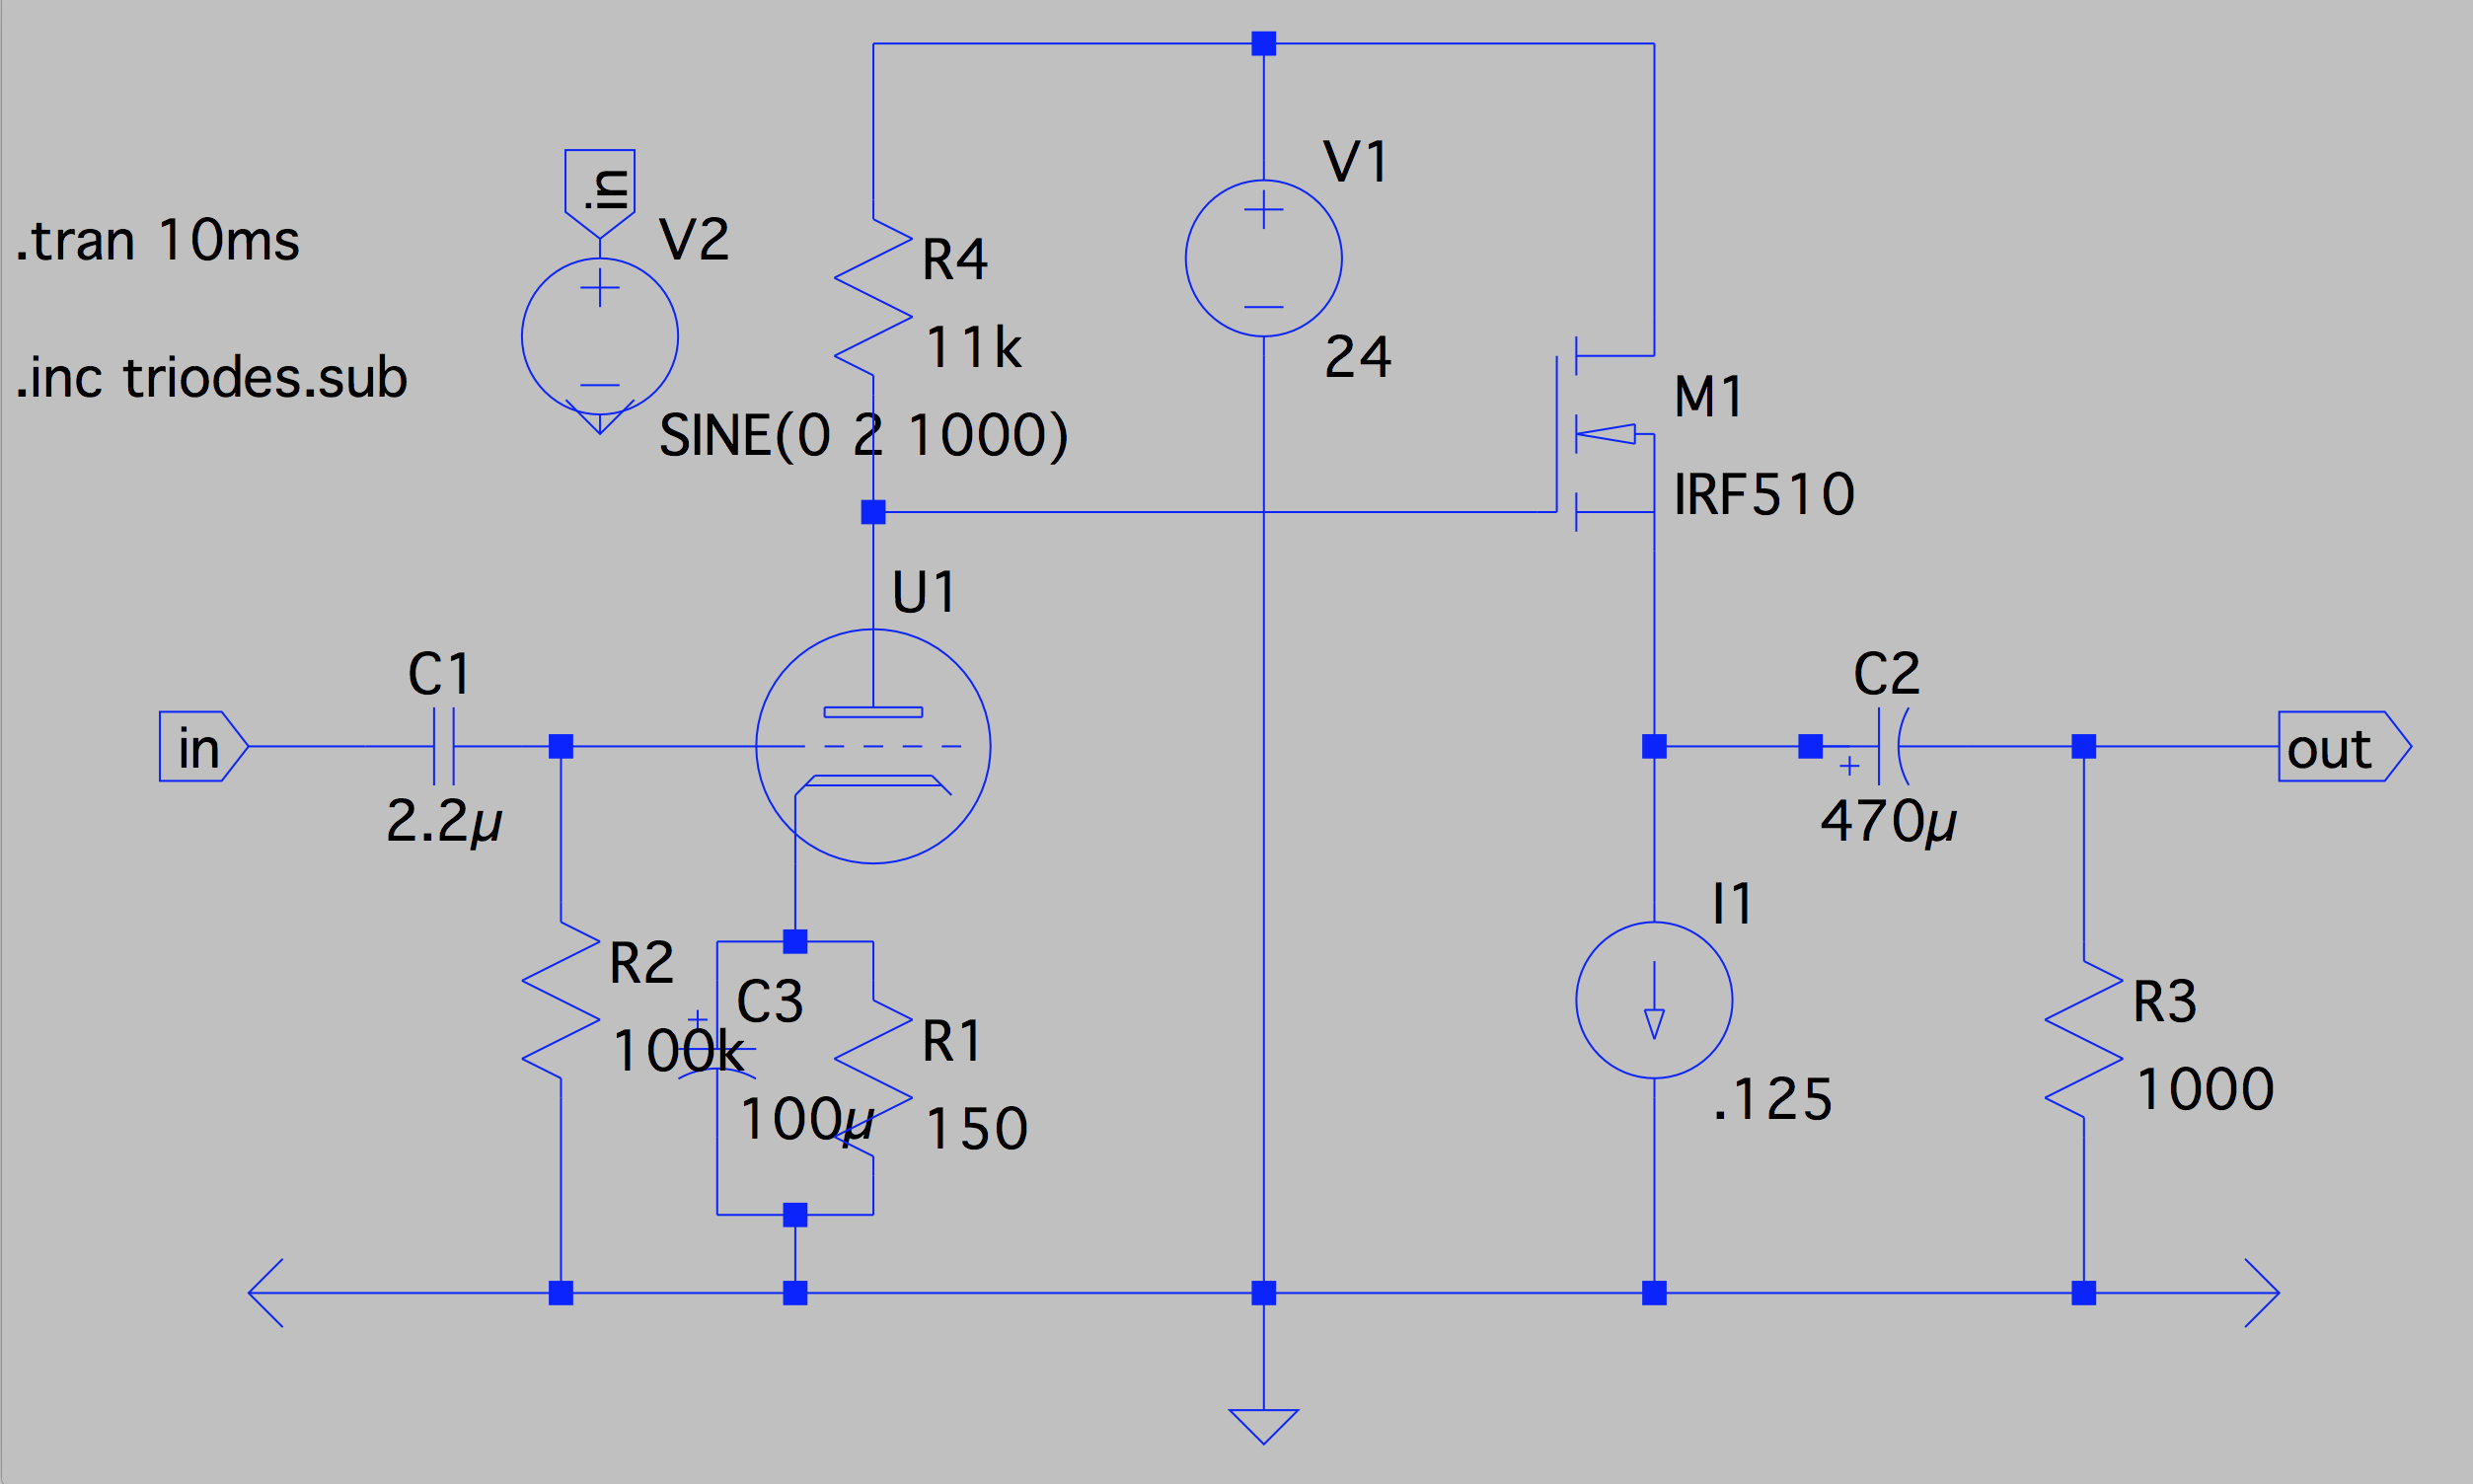 V1
in
V2
.tran 10ms
R4
11k
24
.inc triodes.sub
M1
SINE(0 2 1000)
IRF510
U1
C1
C2
in
out
2.2µ
470µ
I1
R2
C3
R3
R1
100k
.125
1000
100µ
150